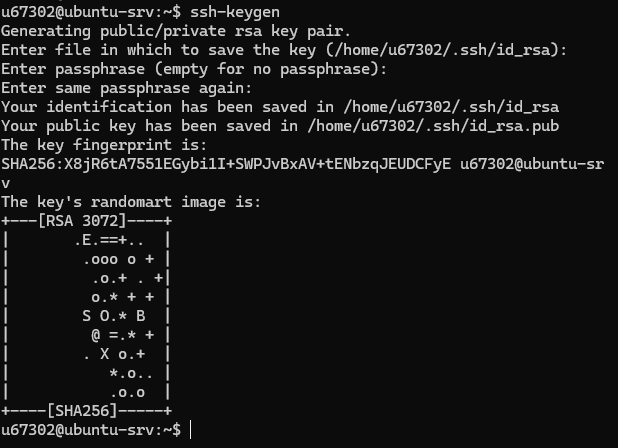 u67302@ubuntu-srv:~$ ssh-keygen
Generating public/private rsa key pair.
Enter file in which to save the key (/home/u67302/.ssh/id_rsa):
Enter passphrase (empty for no passphrase):
Enter same passphrase again:
Your identification has been saved in /home/u67302/.ssh/id_rsa
Your public key has been saved in /home/u67302/.ssh/id_rsa.pub
The key fingerprint is:
SHA256:X8jR6tA7551EGybi1I+SWPJvBxAV+tENbzqJEUDCFyE u67302@ubuntu-sr
v
The key's randomart image is:
+---[RSA 3072]----+
|       .E.==+..  |
|        .ooo o + |
|         .o.+ . +|
|         o.* + + |
|        S O.* B  |
|         @ =.* + |
|        . X o.+  |
|           *.o.. |
|           .o.o  |
+----[SHA256]-----+
u67302@ubuntu-srv:~$